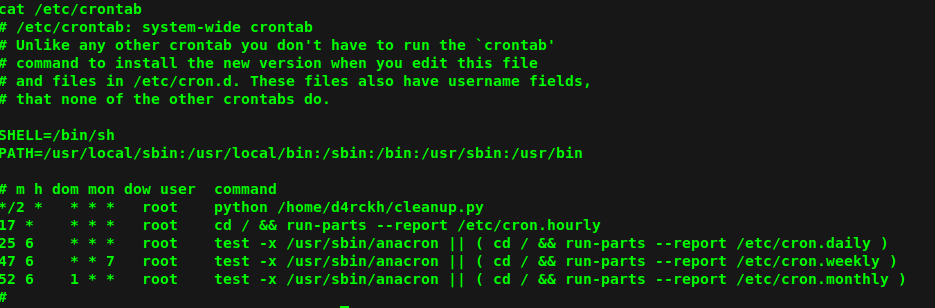 cat /etc/crontab
# /etc/crontab: system-wide crontab
# Unlike any other crontab you don't have to run the `crontab'
# command to install the new version when you edit this file
# and files in /etc/cron.d. These files also have username fields,
# that none of the other crontabs do.

SHELL=/bin/sh
PATH=/usr/local/sbin:/usr/local/bin:/sbin:/bin:/usr/sbin:/usr/bin

# m h dom mon dow user  command
*/2 *   * * *   root    python /home/d4rckh/cleanup.py
17 *    * * *   root    cd / && run-parts --report /etc/cron.hourly
25 6    * * *   root    test -x /usr/sbin/anacron || ( cd / && run-parts --report /etc/cron.daily )
47 6    * * 7   root    test -x /usr/sbin/anacron || ( cd / && run-parts --report /etc/cron.weekly )
52 6    1 * *   root    test -x /usr/sbin/anacron || ( cd / && run-parts --report /etc/cron.monthly )
#